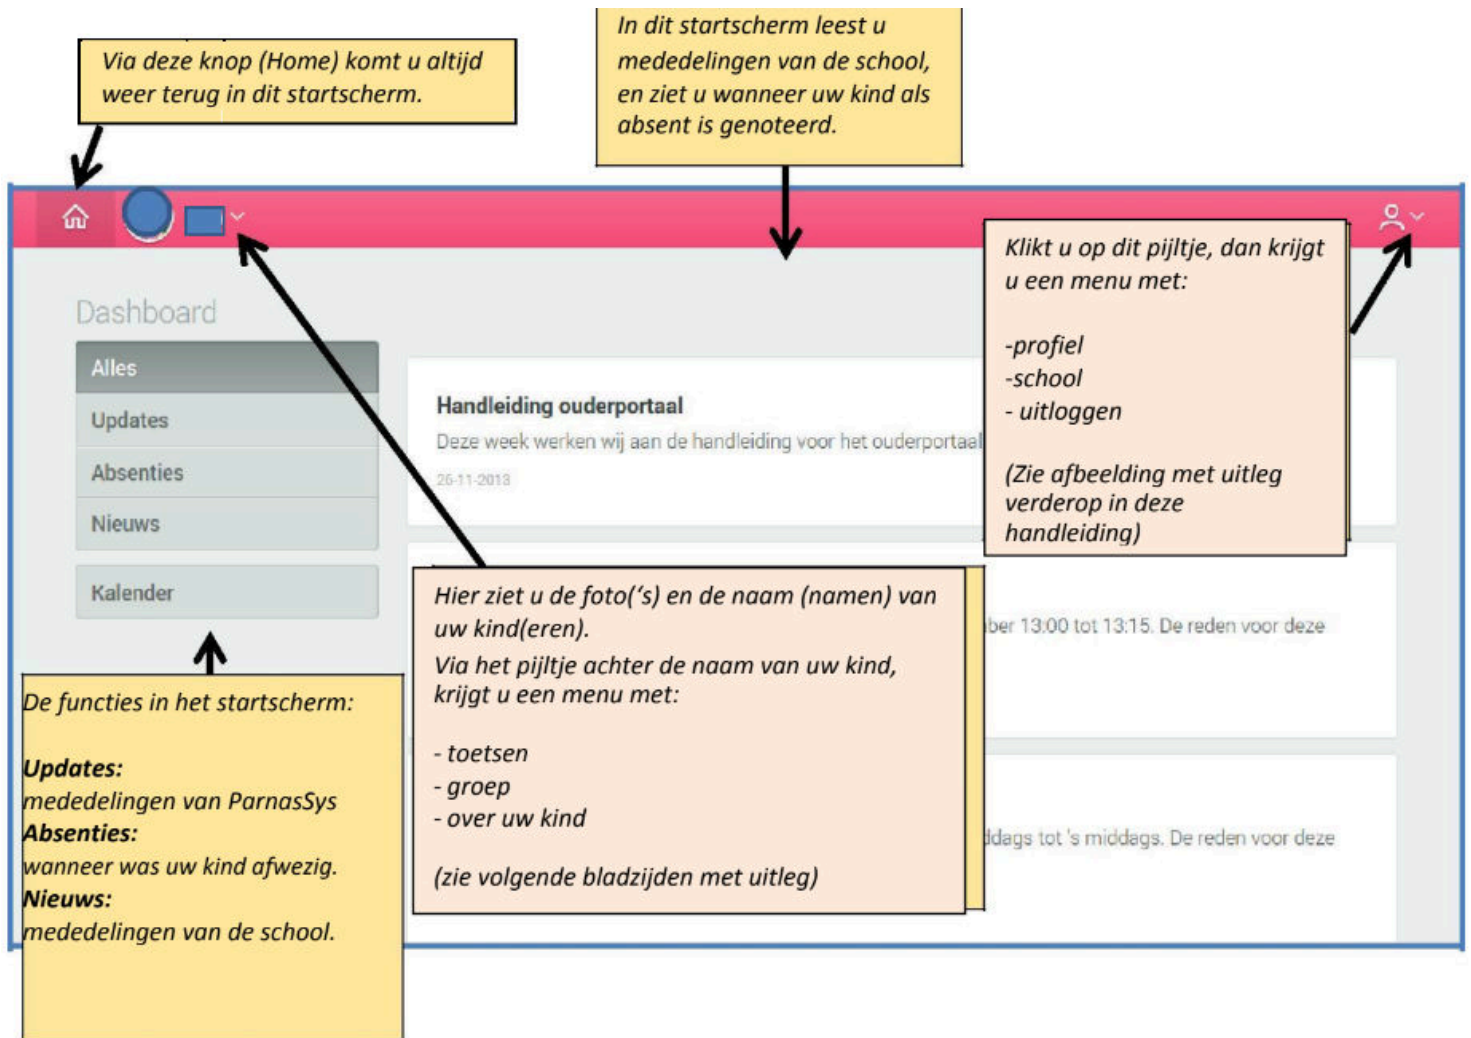 Via deze knop (Home) komt u altijd
weer terug in dit startscherm.
In dit startscherm leest u
mededelingen van de school,
en ziet u wanneer uw kind als
absent is genoteerd.
Klikt u op dit pijltje, dan krijgt
u een menu met:
-profiel
-school
- uitloggen
(Zie afbeelding met uitleg
verderop in deze
handleiding)
Dashboard
Alles
Updates
Absenties
Nieuws
Kalender
Handleiding ouderportaal
Deze week werken wij aan de handleiding voor het ouderportaal
26-11-2013
Hier ziet u de foto(‘s) en de naam (namen) van
uw kind(eren).
Via het pijltje achter de naam van uw kind,
krijgt u een menu met:
- toetsen
- groep
- over uw kind
(zie volgende bladzijden met uitleg)
13:00 tot 13:15. De reden voor deze
tot 's middags. De reden voor deze
De functies in het startscherm:
Updates:
mededelingen van ParnasSys
Absenties:
wanneer was uw kind afwezig.
Nieuws:
mededelingen van de school.